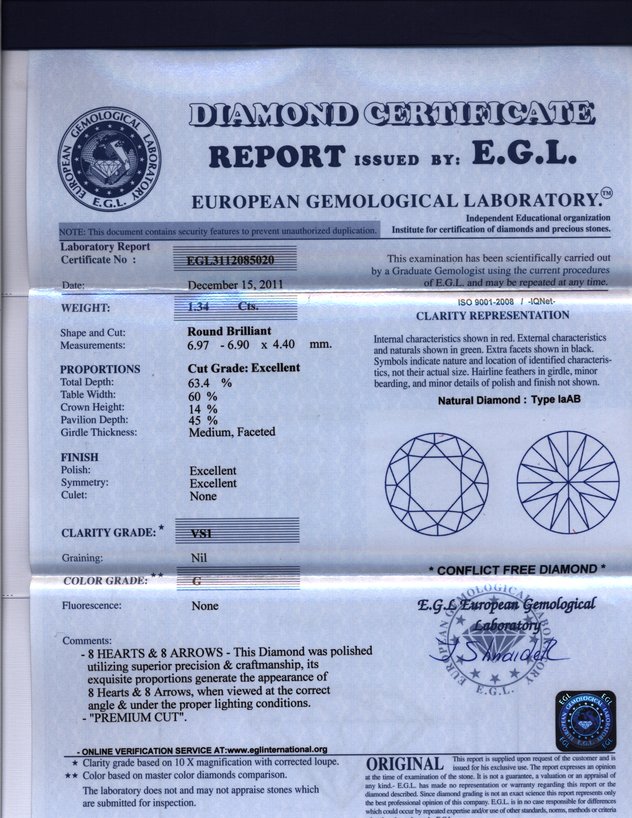 DIAMOND CERTIFICATE
REPORT ISSUED BY: E.G.L.
EUROPEAN GEMOLOGICAL LABORATORY.™
EUROPEAN GEMOLOGICAL LABORATORY
E.G.L.
Independent Educational organization
Institute for certification of diamonds and precious stones.
NOTE: This document contains security features to prevent unauthorized duplication.
Laboratory Report
Certificate No : EGL3112085020
Date: December 15, 2011
WEIGHT: 1.34 Cts.
Shape and Cut: Round Brilliant
Measurements: 6.97 - 6.90 x 4.40 mm.
PROPORTIONS Cut Grade: Excellent
Total Depth: 63.4 %
Table Width: 60 %
Crown Height: 14 %
Pavilion Depth: 45 %
Girdle Thickness: Medium, Faceted
FINISH
Polish: Excellent
Symmetry: Excellent
Culet: None
CLARITY GRADE:* VS1
Graining: Nil
COLOR GRADE:** G
Fluorescence: None
Comments:
- 8 HEARTS & 8 ARROWS - This Diamond was polished
utilizing superior precision & craftmanship, its
exquisite proportions generate the appearance of
8 Hearts & 8 Arrows, when viewed at the correct
angle & under the proper lighting conditions.
- "PREMIUM CUT".
- ONLINE VERIFICATION SERVICE AT:www.eglinternational.org
* Clarity grade based on 10 X magnification with corrected loupe.
** Color based on master color diamonds comparison.
The laboratory does not and may not appraise stones which
are submitted for inspection.
This examination has been scientifically carried out
by a Graduate Gemologist using the current procedures
of E.G.L. and may be repeated at any time.
ISO 9001-2008 / -IQNet-
CLARITY REPRESENTATION
Internal characteristics shown in red. External characteristics
and naturals shown in green. Extra facets shown in black.
Symbols indicate nature and location of identified characteris-
tics, not their actual size. Hairline feathers in girdle, minor
bearding, and minor details of polish and finish not shown.
Natural Diamond : Type IaAB
* CONFLICT FREE DIAMOND *
E.G.L European Gemological
Laboratory
EUROPEAN GEMOLOGICAL LABORATORY
E.G.L.
EGL EGL
EUROPEAN GEMOLOGICAL LABORATORY
E.G.L.
EGL EGL
ORIGINAL This report is supplied upon request of the customer and is
issued for his exclusive use. The report expresses an opinion
at the time of examination of the stone. It is not a guarantee, a valuation or an appraisal of
any kind.- E.G.L. has made no representation or warranty regarding this report or the
diamond described. Since diamond grading is not an exact science this report represents only
the best professional opinion of this company. E.G.L. is in no case responsible for differences
which could occur by repeated expertise and/or use of other standards, norms, methods or criteria